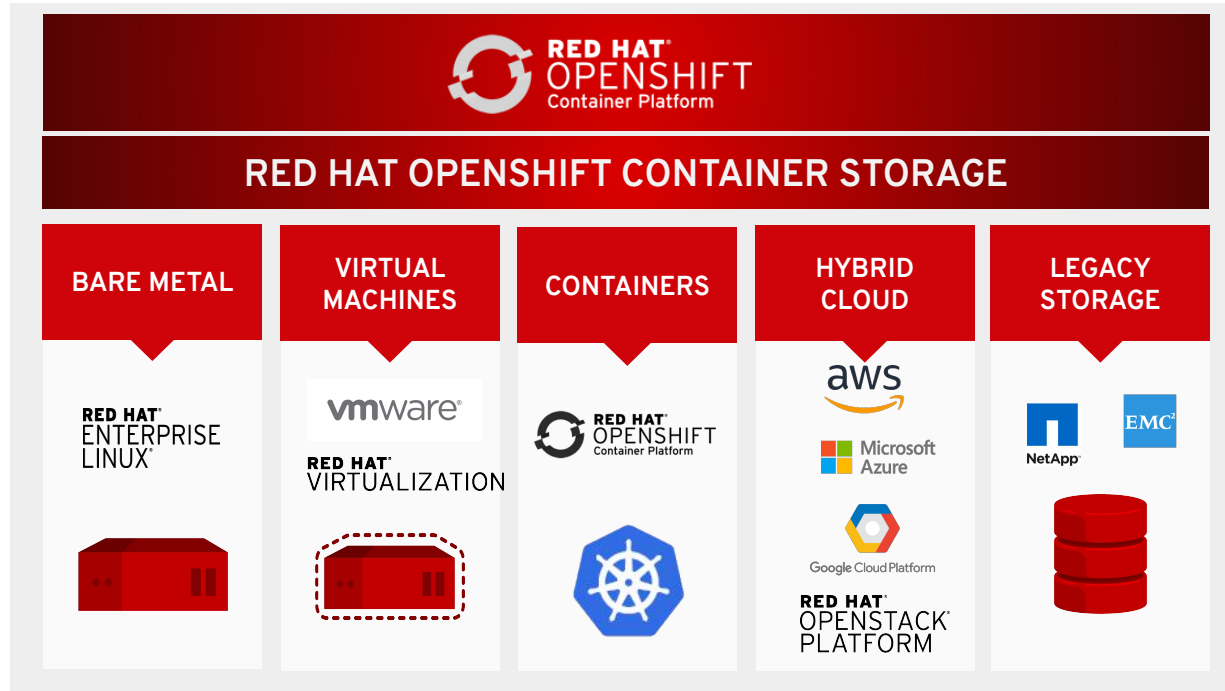 RED HAT®
OPENSHIFT
Container Platform
RED HAT OPENSHIFT CONTAINER STORAGE
BARE METAL
RED HAT®
ENTERPRISE
LINUX®
VIRTUAL
MACHINES
vmware®
RED HAT®
VIRTUALIZATION
CONTAINERS
RED HAT®
OPENSHIFT
Container Platform
HYBRID
CLOUD
aws
Microsoft
Azure
Google Cloud Platform
RED HAT®
OPENSTACK®
PLATFORM
LEGACY
STORAGE
NetApp™
EMC²